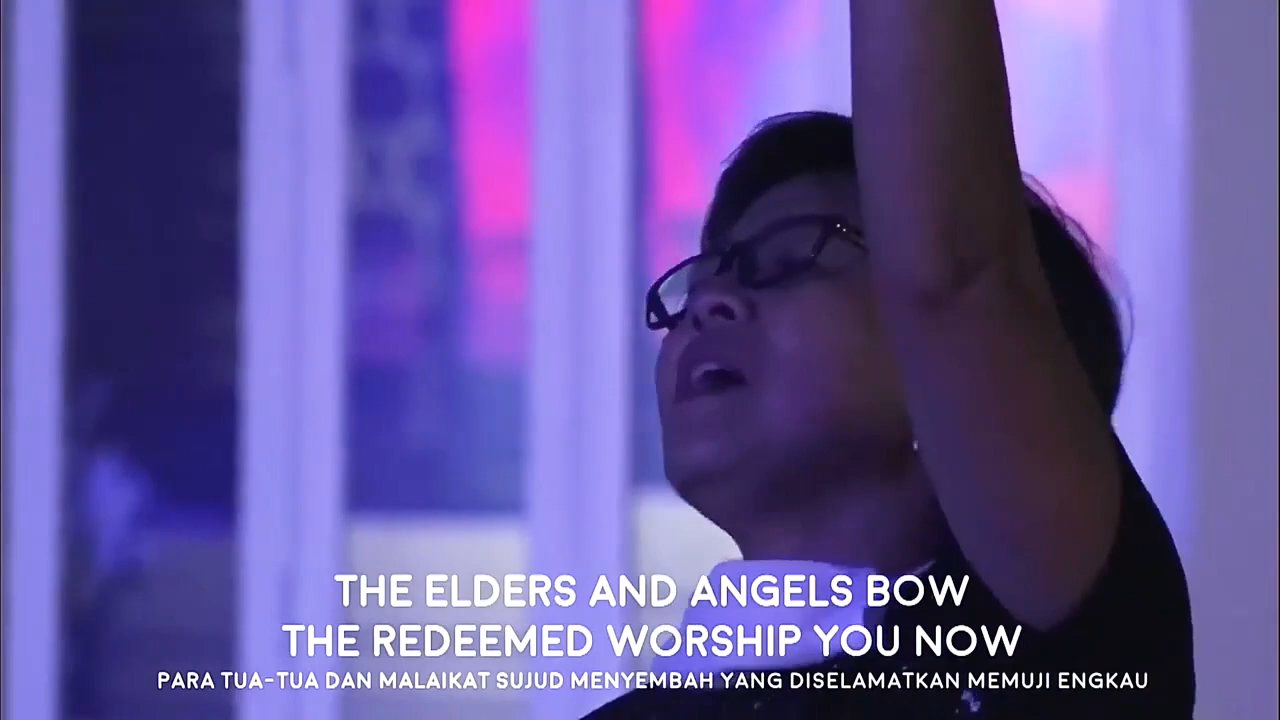 THE ELDERS AND ANGELS BOW
THE REDEEMED WORSHIP YOU NOW
PARA TUA-TUA DAN MALAIKAT SUJUD MENYEMBAH YANG DISELAMATKAN MEMUJI ENGKAU